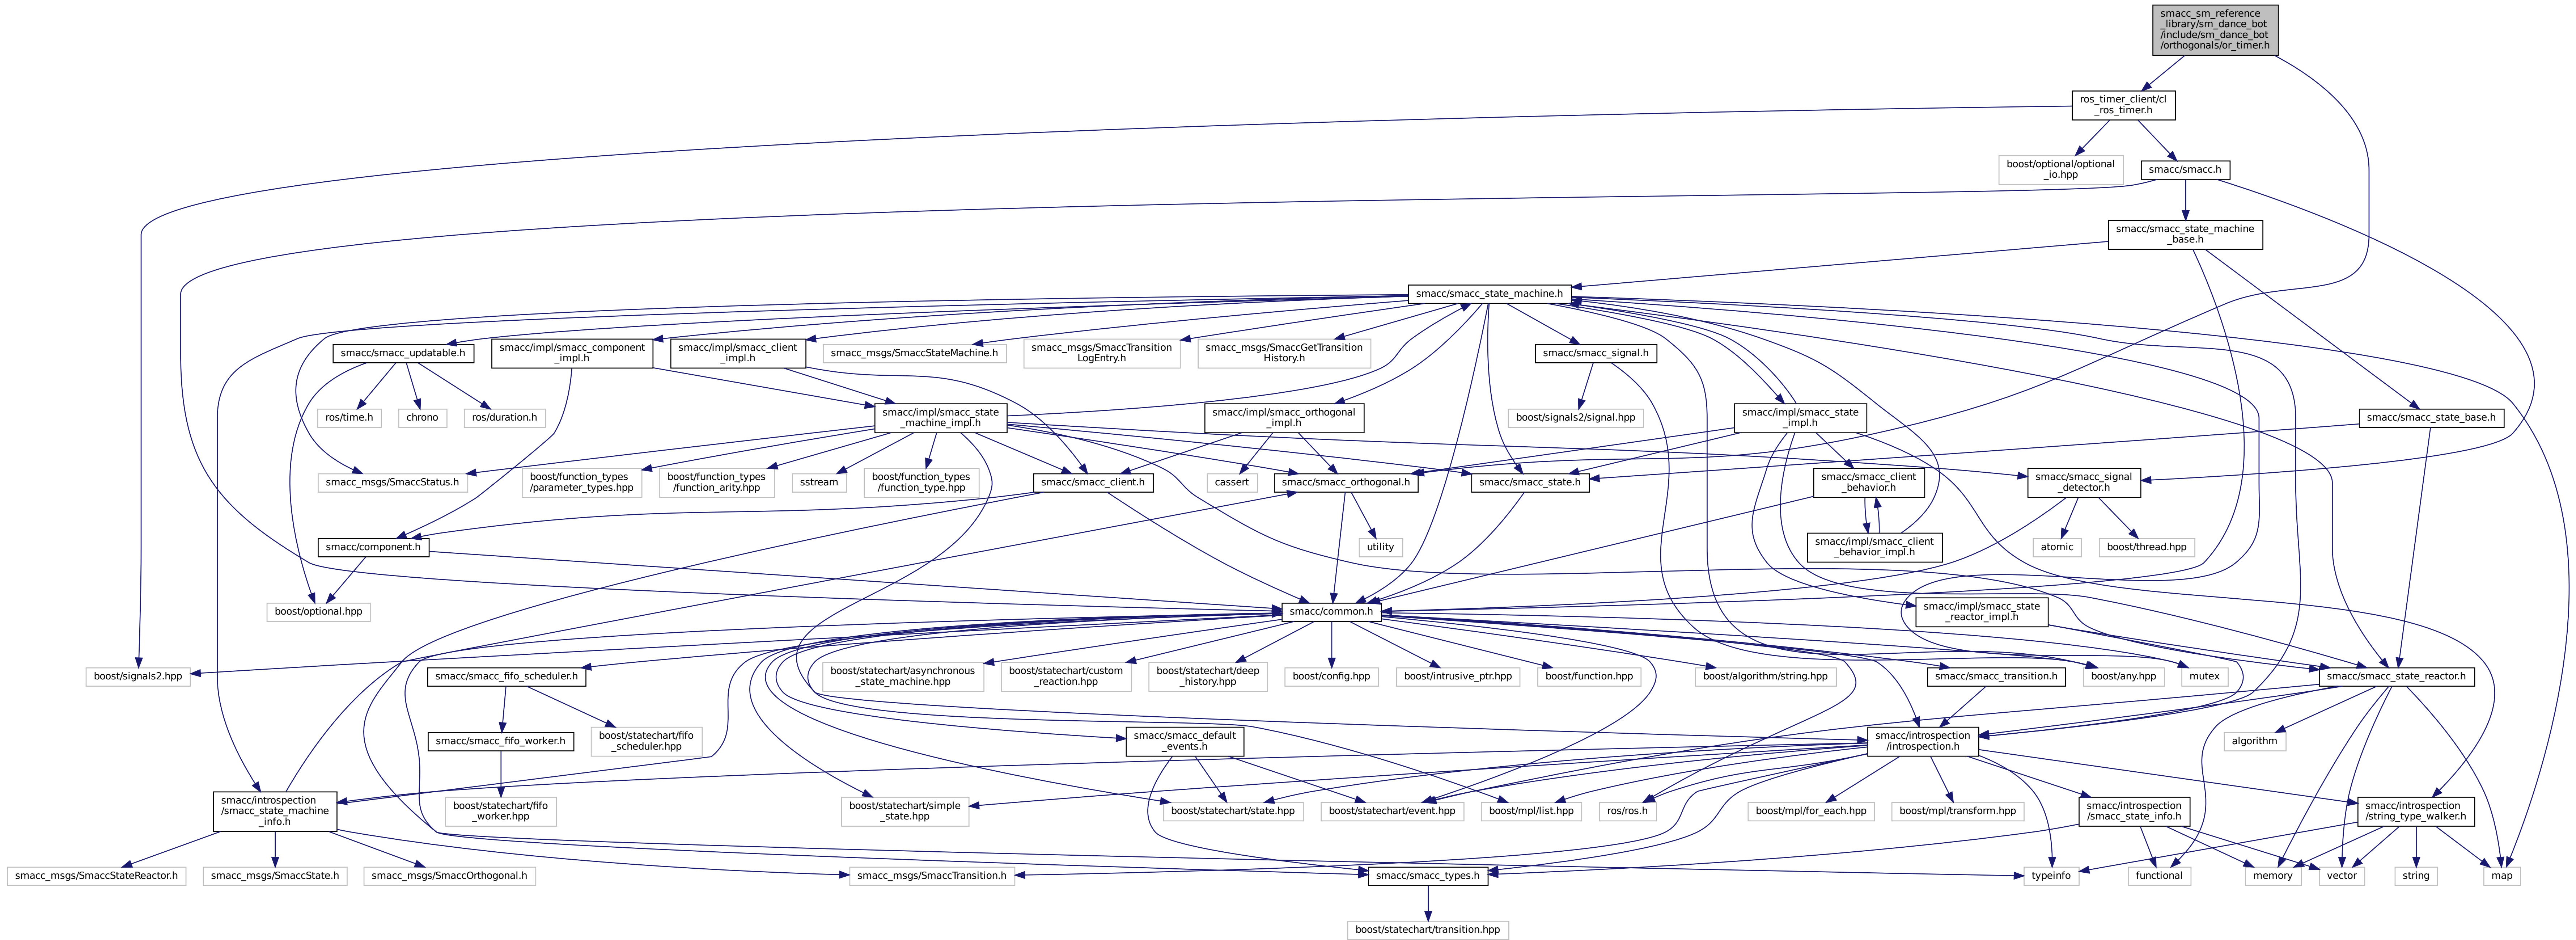 smacc_sm_reference
_library/sm_dance_bot
/include/sm_dance_bot
/orthogonals/or_timer.h
ros_timer_client/cl
_ros_timer.h
boost/optional/optional
_io.hpp
smacc/smacc.h
smacc/smacc_state_machine
_base.h
smacc/smacc_state_machine.h
smacc/smacc_updatable.h
smacc/impl/smacc_component
_impl.h
smacc/impl/smacc_client
_impl.h
smacc_msgs/SmaccStateMachine.h
smacc_msgs/SmaccTransition
LogEntry.h
smacc_msgs/SmaccGetTransition
History.h
smacc/smacc_signal.h
ros/time.h
chrono
ros/duration.h
smacc/impl/smacc_state
_machine_impl.h
smacc/impl/smacc_orthogonal
_impl.h
boost/signals2/signal.hpp
smacc/impl/smacc_state
_impl.h
smacc/smacc_state_base.h
smacc_msgs/SmaccStatus.h
boost/function_types
/parameter_types.hpp
boost/function_types
/function_arity.hpp
sstream
boost/function_types
/function_type.hpp
smacc/smacc_client.h
cassert
smacc/smacc_orthogonal.h
smacc/smacc_state.h
smacc/smacc_client
_behavior.h
smacc/smacc_signal
_detector.h
smacc/component.h
utility
smacc/impl/smacc_client
_behavior_impl.h
atomic
boost/thread.hpp
boost/optional.hpp
smacc/common.h
smacc/impl/smacc_state
_reactor_impl.h
boost/signals2.hpp
smacc/smacc_fifo_scheduler.h
boost/statechart/asynchronous
_state_machine.hpp
boost/statechart/custom
_reaction.hpp
boost/statechart/deep
_history.hpp
boost/config.hpp
boost/intrusive_ptr.hpp
boost/function.hpp
boost/algorithm/string.hpp
smacc/smacc_transition.h
boost/any.hpp
mutex
smacc/smacc_state_reactor.h
smacc/smacc_fifo_worker.h
boost/statechart/fifo
_scheduler.hpp
smacc/smacc_default
_events.h
smacc/introspection
/introspection.h
algorithm
smacc/introspection
/smacc_state_machine
_info.h
boost/statechart/fifo
_worker.hpp
boost/statechart/simple
_state.hpp
boost/statechart/state.hpp
boost/statechart/event.hpp
boost/mpl/list.hpp
ros/ros.h
boost/mpl/for_each.hpp
boost/mpl/transform.hpp
smacc/introspection
/smacc_state_info.h
smacc/introspection
/string_type_walker.h
smacc_msgs/SmaccStateReactor.h
smacc_msgs/SmaccState.h
smacc_msgs/SmaccOrthogonal.h
smacc_msgs/SmaccTransition.h
smacc/smacc_types.h
typeinfo
functional
memory
vector
string
map
boost/statechart/transition.hpp